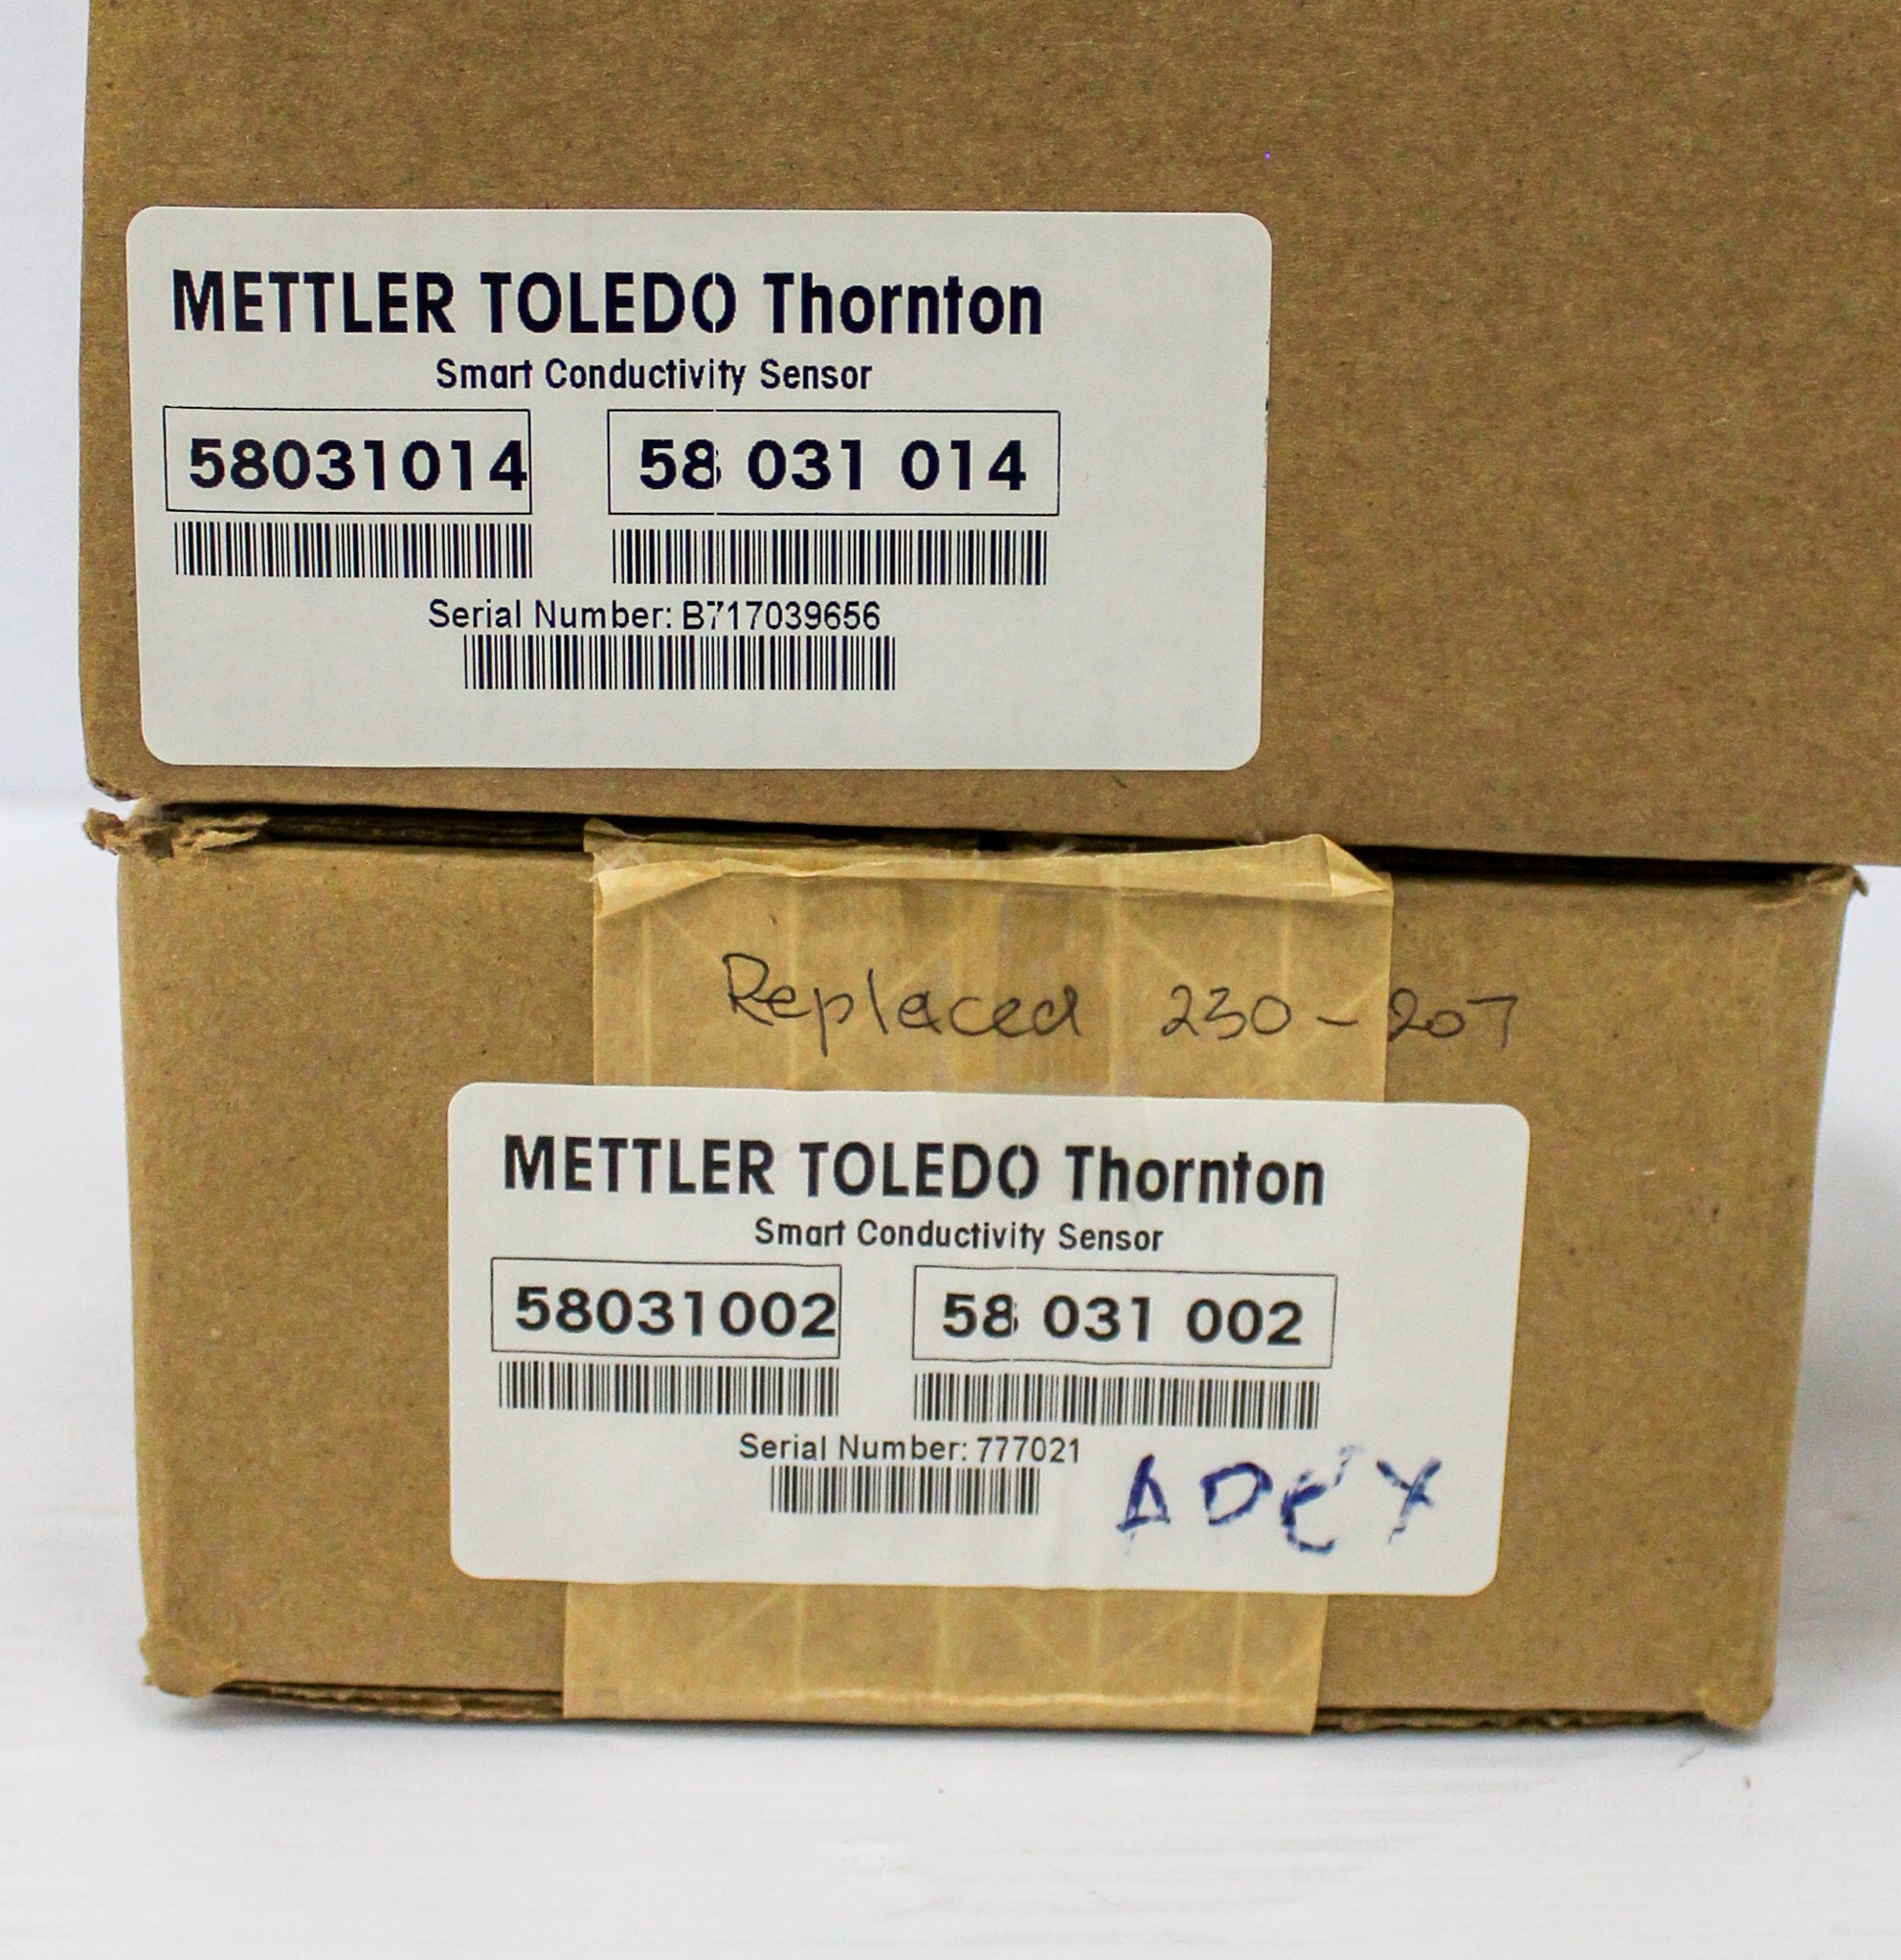 METTLER TOLEDO Thornton
Smart Conductivity Sensor
58031014 58 031 014
Serial Number: B717039656
Replaced 230-207
METTLER TOLEDO Thornton
Smart Conductivity Sensor
58031002 58 031 002
Serial Number: 777021